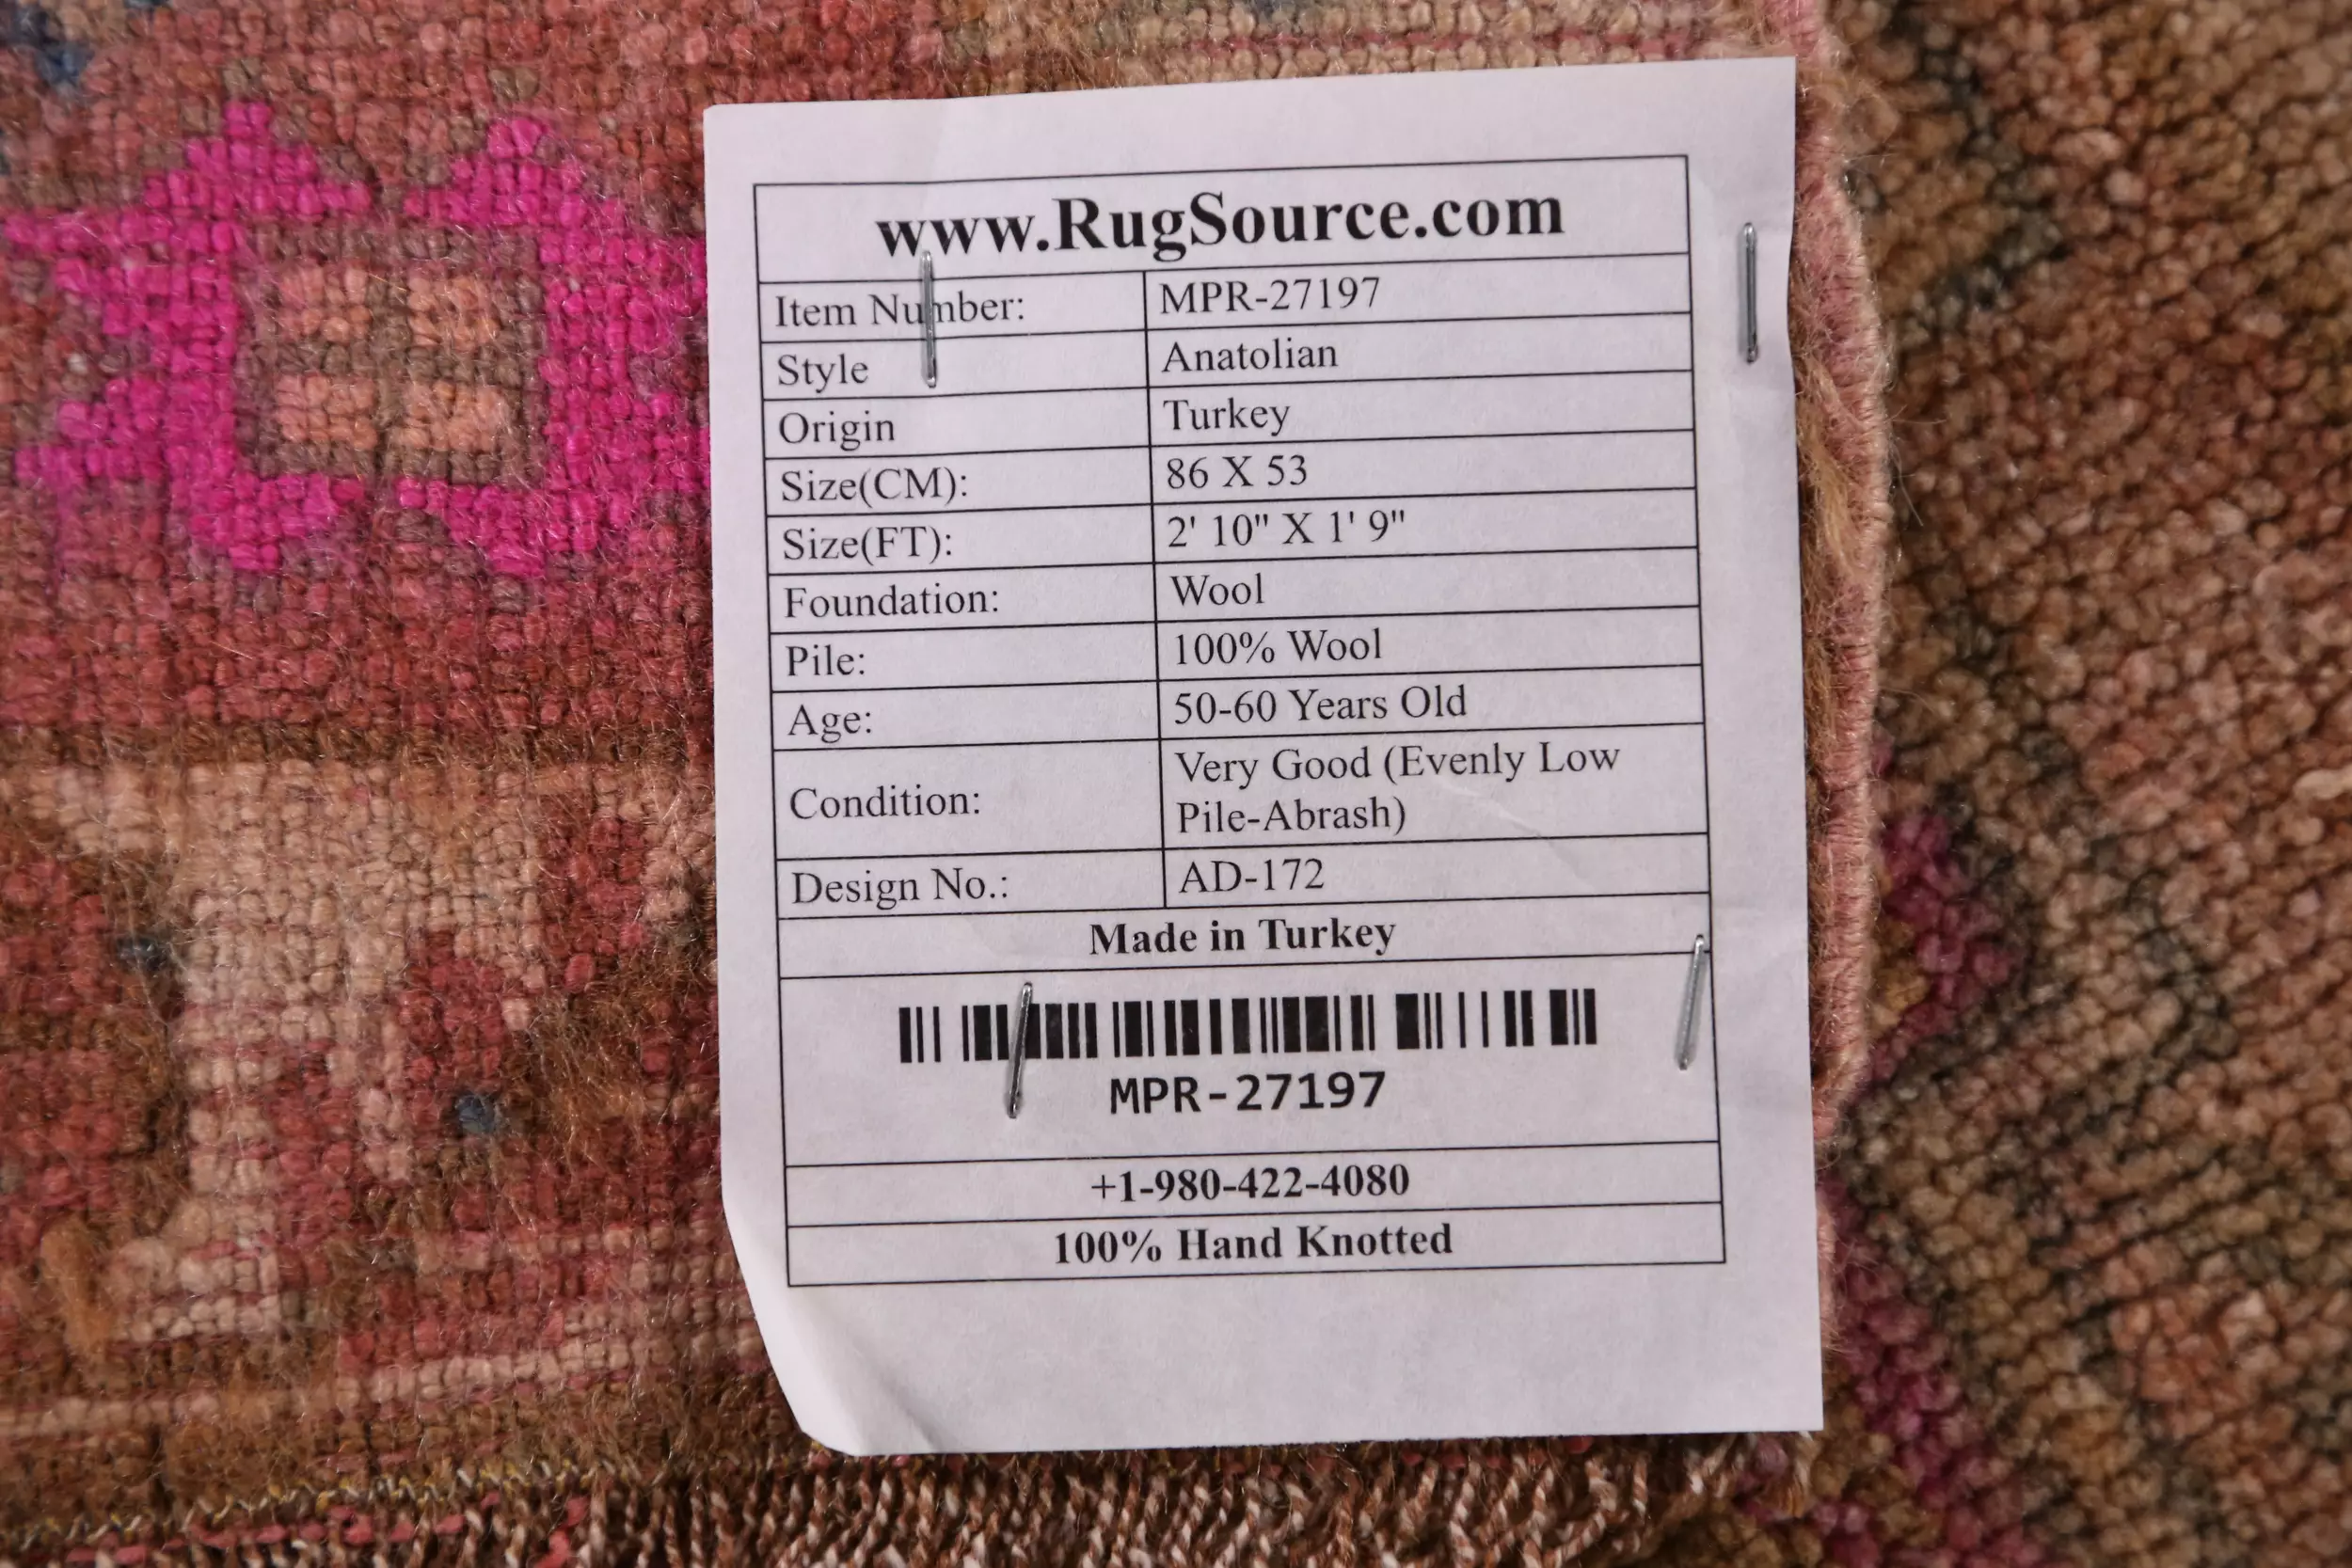 www.RugSource.com
Item Number: MPR-27197
Style Anatolian
Origin Turkey
Size(CM): 86 X 53
Size(FT): 2' 10" X 1' 9"
Foundation: Wool
Pile: 100% Wool
Age: 50-60 Years Old
Condition: Very Good (Evenly Low
Pile-Abrash)
Design No.: AD-172
Made in Turkey
MPR-27197
+1-980-422-4080
100% Hand Knotted